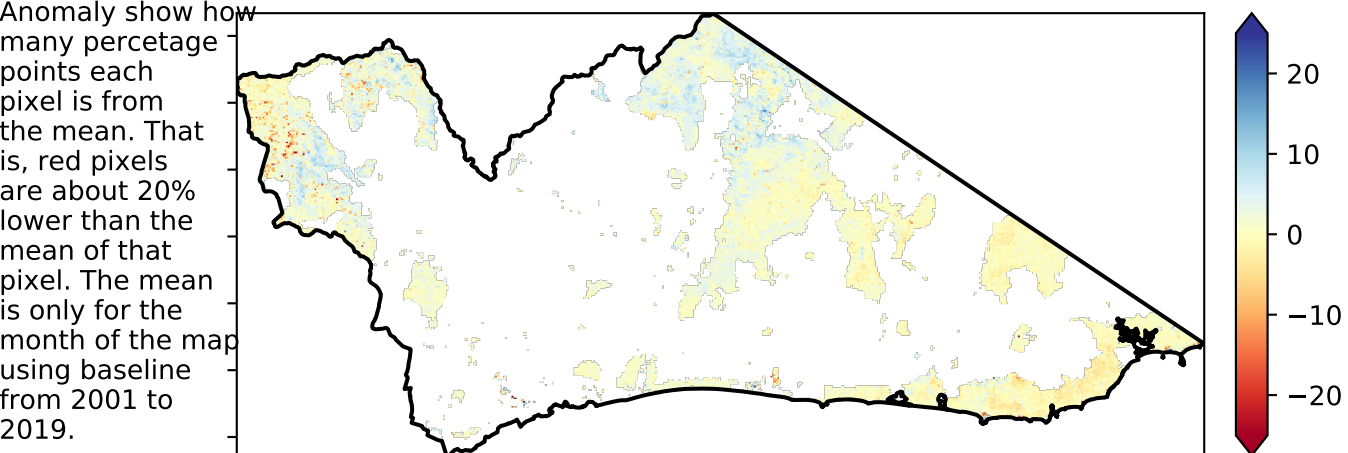 Anomaly show how
many percetage
points each
pixel is from
the mean. That
is, red pixels
are about 20%
lower than the
mean of that
pixel. The mean
is only for the
month of the map
using baseline
from 2001 to
2019.
20
10
0
−10
−20